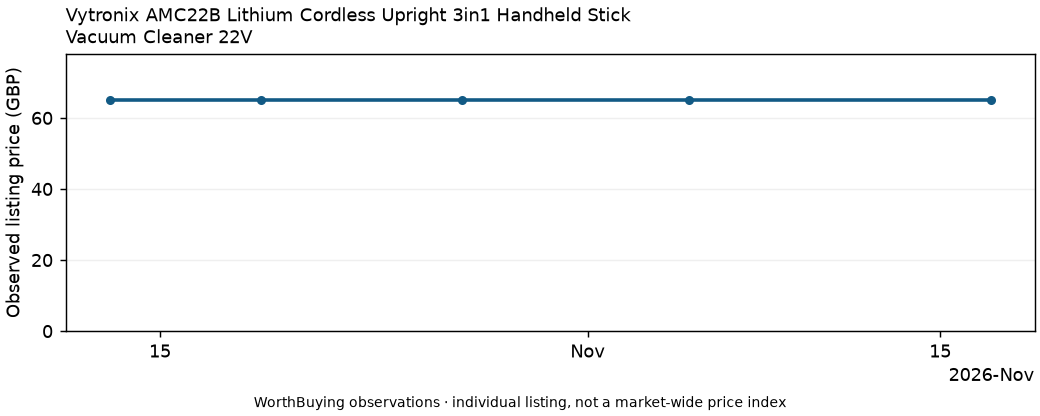 Vytronix AMC22B Lithium Cordless Upright 3in1 Handheld Stick
Vacuum Cleaner 22V
Observed listing price (GBP)
60
40
20
0
15
Nov
15
2026-Nov
WorthBuying observations · individual listing, not a market-wide price index